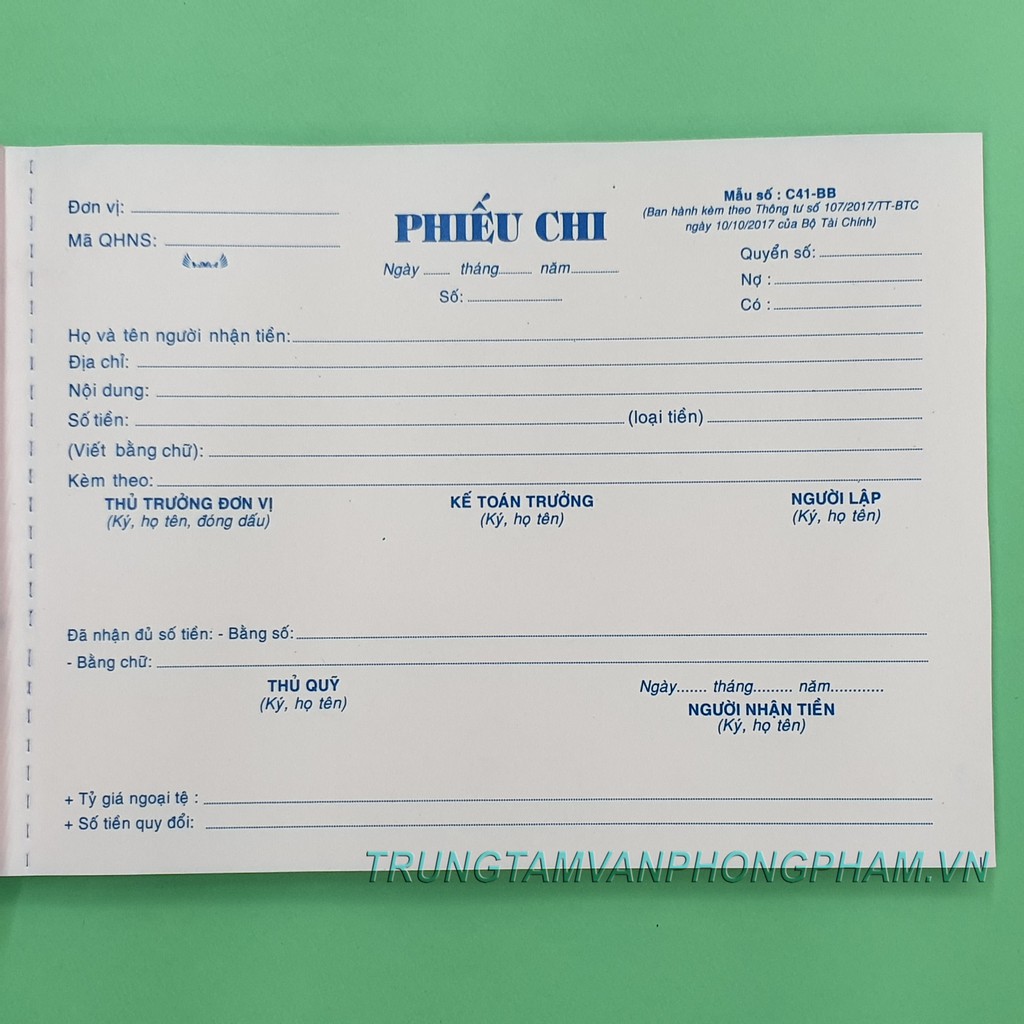 Đơn vị:
Mã QHNS:
PHIẾU CHI
Ngày ........ tháng.......... năm..............
Số:
Mẫu số : C41-BB
(Ban hành kèm theo Thông tư số 107/2017/TT-BTC
ngày 10/10/2017 của Bộ Tài Chính)
Quyển số:
Nợ :
Có :
Họ và tên người nhận tiền:
Địa chỉ:
Nội dung:
Số tiền: (loại tiền)
(Viết bằng chữ):
Kèm theo:
THỦ TRƯỞNG ĐƠN VỊ
(Ký, họ tên, đóng dấu)
KẾ TOÁN TRƯỞNG
(Ký, họ tên)
NGƯỜI LẬP
(Ký, họ tên)
Đã nhận đủ số tiền: - Bằng số:
- Bằng chữ:
THỦ QUỸ
(Ký, họ tên)
Ngày....... tháng......... năm............
NGƯỜI NHẬN TIỀN
(Ký, họ tên)
+ Tỷ giá ngoại tệ :
+ Số tiền quy đổi:
TRUNGTAMVANPHONGPHAM.VN